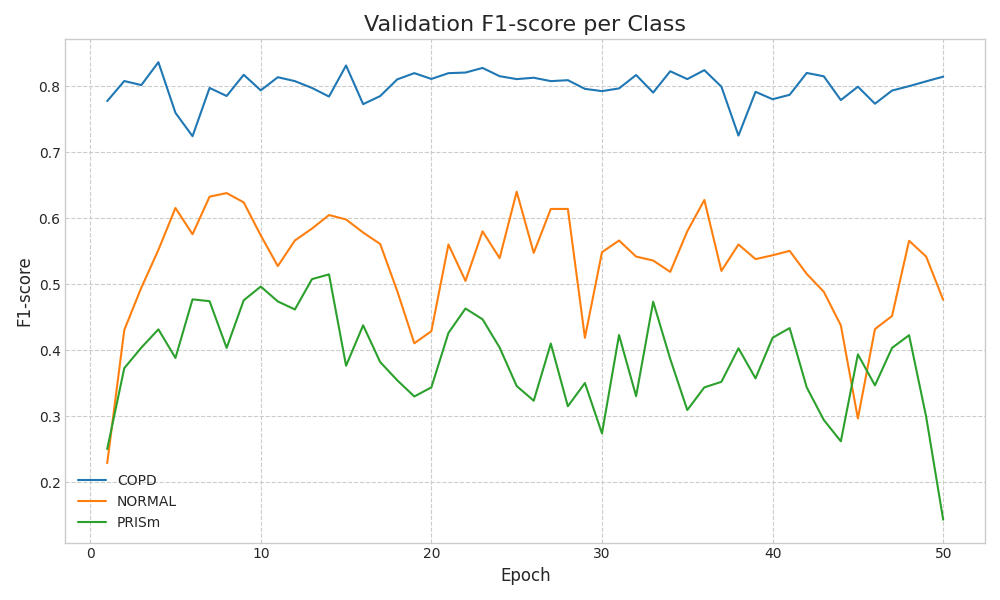 Validation F1-score per Class
F1-score
0.8
0.7
0.6
0.5
0.4
0.3
0.2
COPD
NORMAL
PRISm
0 10 20 30 40 50
Epoch